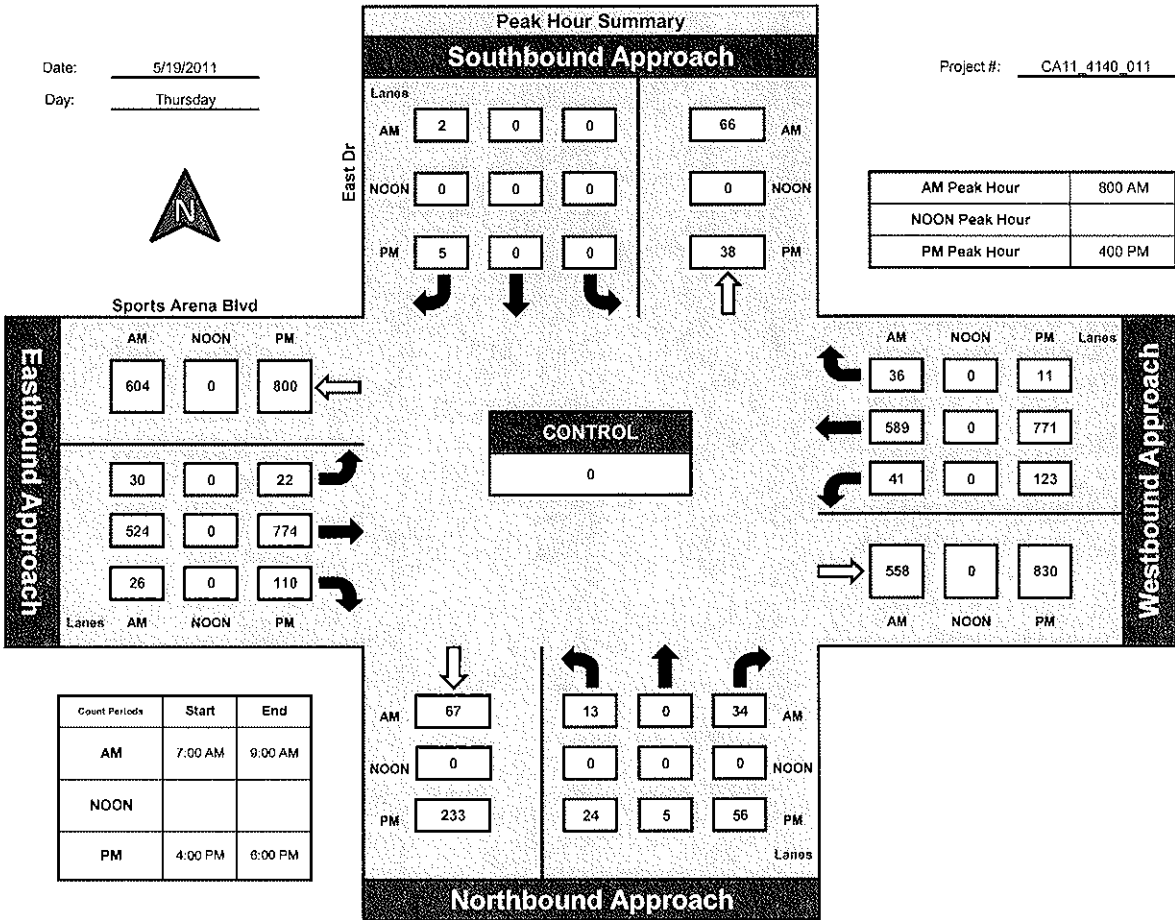 Peak Hour Summary
Southbound Approach
Date: 5/19/2011
Day: Thursday
Project #: CA11_4140_011
N
East Dr
Lanes
AM 2 0 0 66 AM
NOON 0 0 0 0 NOON
PM 5 0 0 38 PM
AM Peak Hour 800 AM
NOON Peak Hour
PM Peak Hour 400 PM
Sports Arena Blvd
Eastbound Approach
AM NOON PM
604 0 800
30 0 22
524 0 774
26 0 110
Lanes AM NOON PM
CONTROL
0
AM NOON PM Lanes
36 0 11
589 0 771
41 0 123
558 0 830
AM NOON PM
Westbound Approach
Count Periods Start End
AM 7:00 AM 9:00 AM
NOON
PM 4:00 PM 6:00 PM
AM 67 13 0 34 AM
NOON 0 0 0 0 NOON
PM 233 24 5 56 PM
Lanes
Northbound Approach